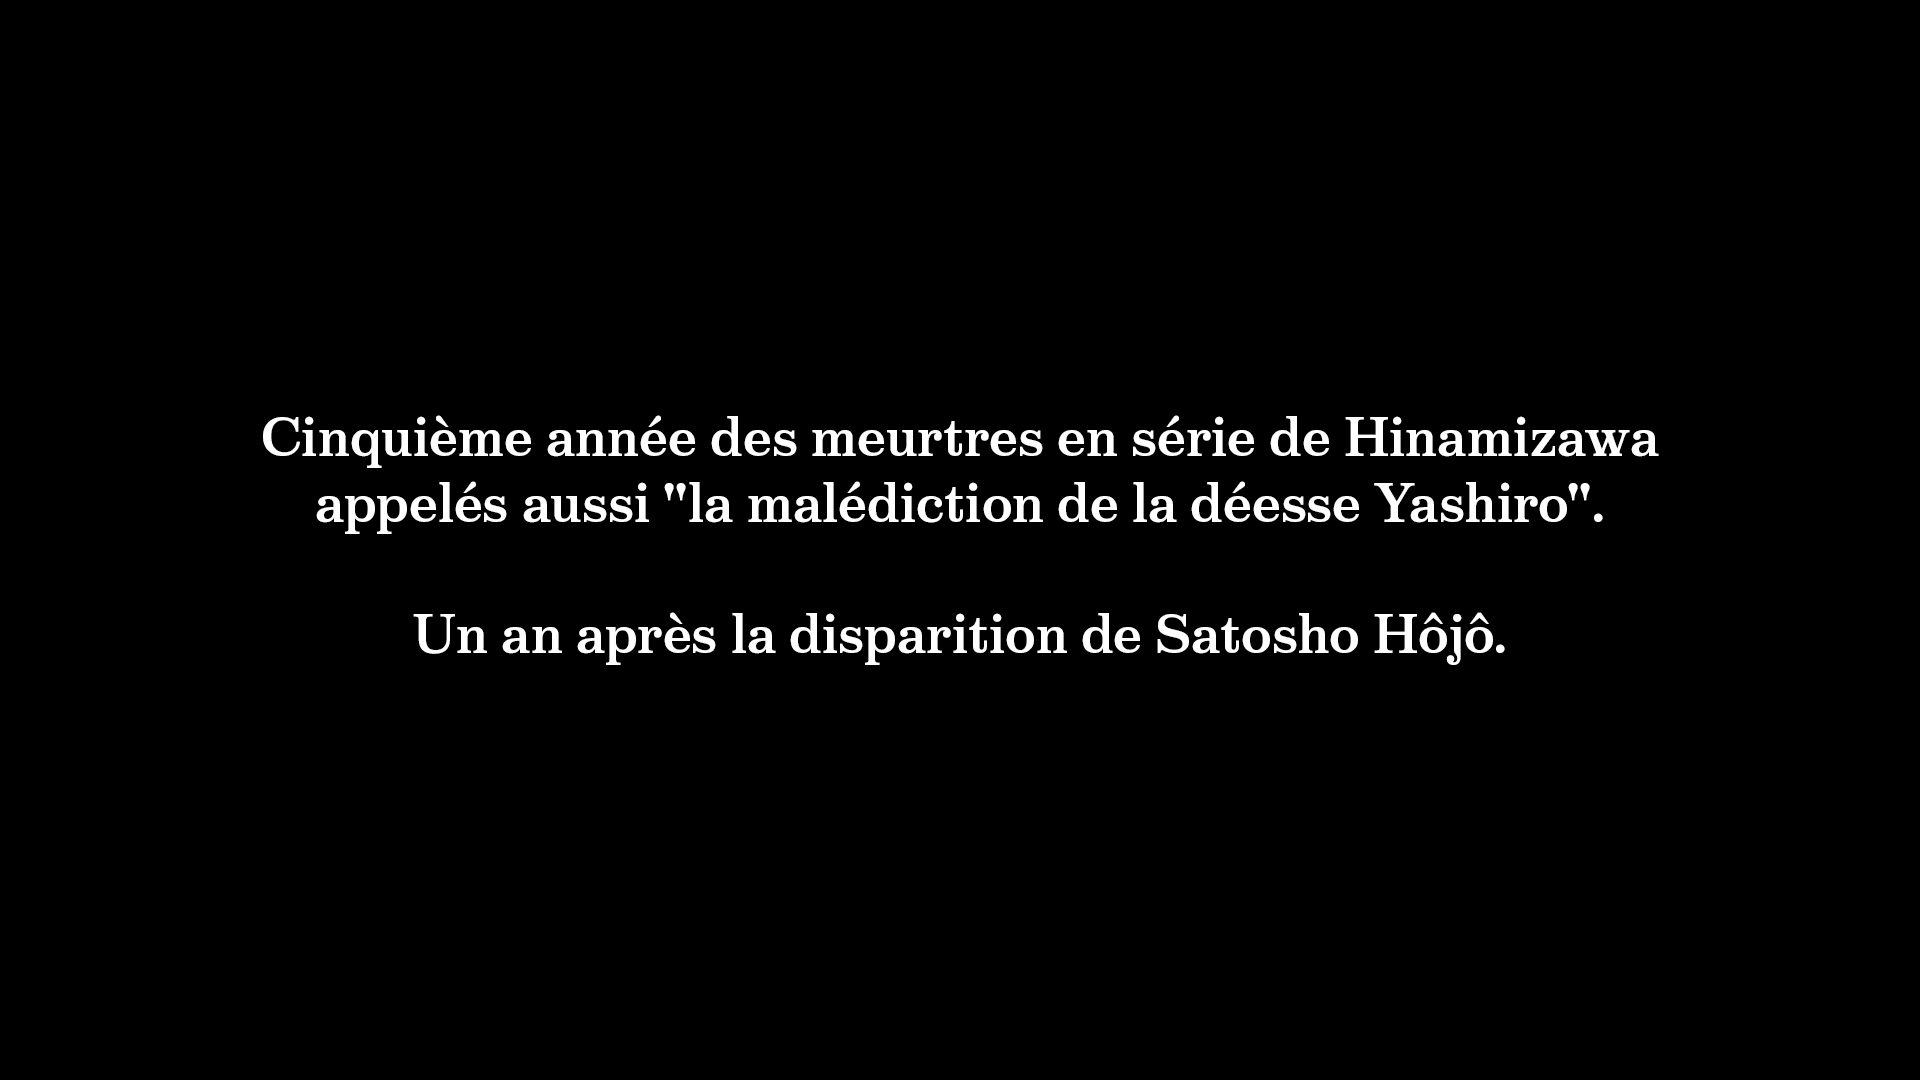 Cinquième année des meurtres en série de Hinamizawa
appelés aussi "la malédiction de la déesse Yashiro".
Un an après la disparition de Satosho Hôjô.